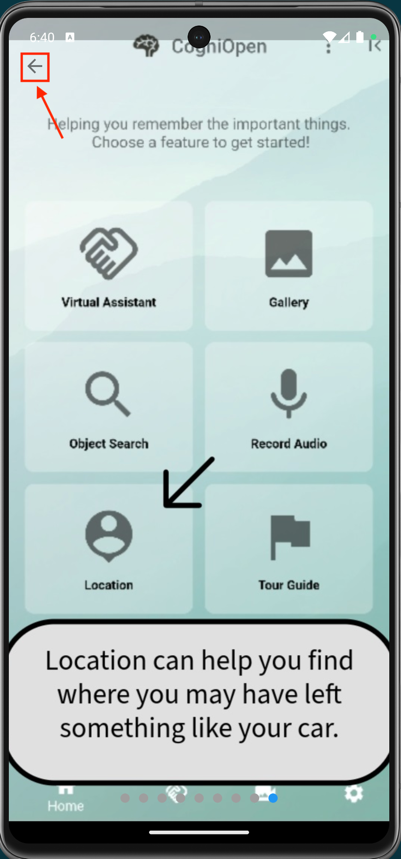 6:40
CogniOpen
Helping you remember the important things.
Choose a feature to get started!
Virtual Assistant
Gallery
Object Search
Record Audio
Location
Tour Guide
Location can help you find
where you may have left
something like your car.
Home